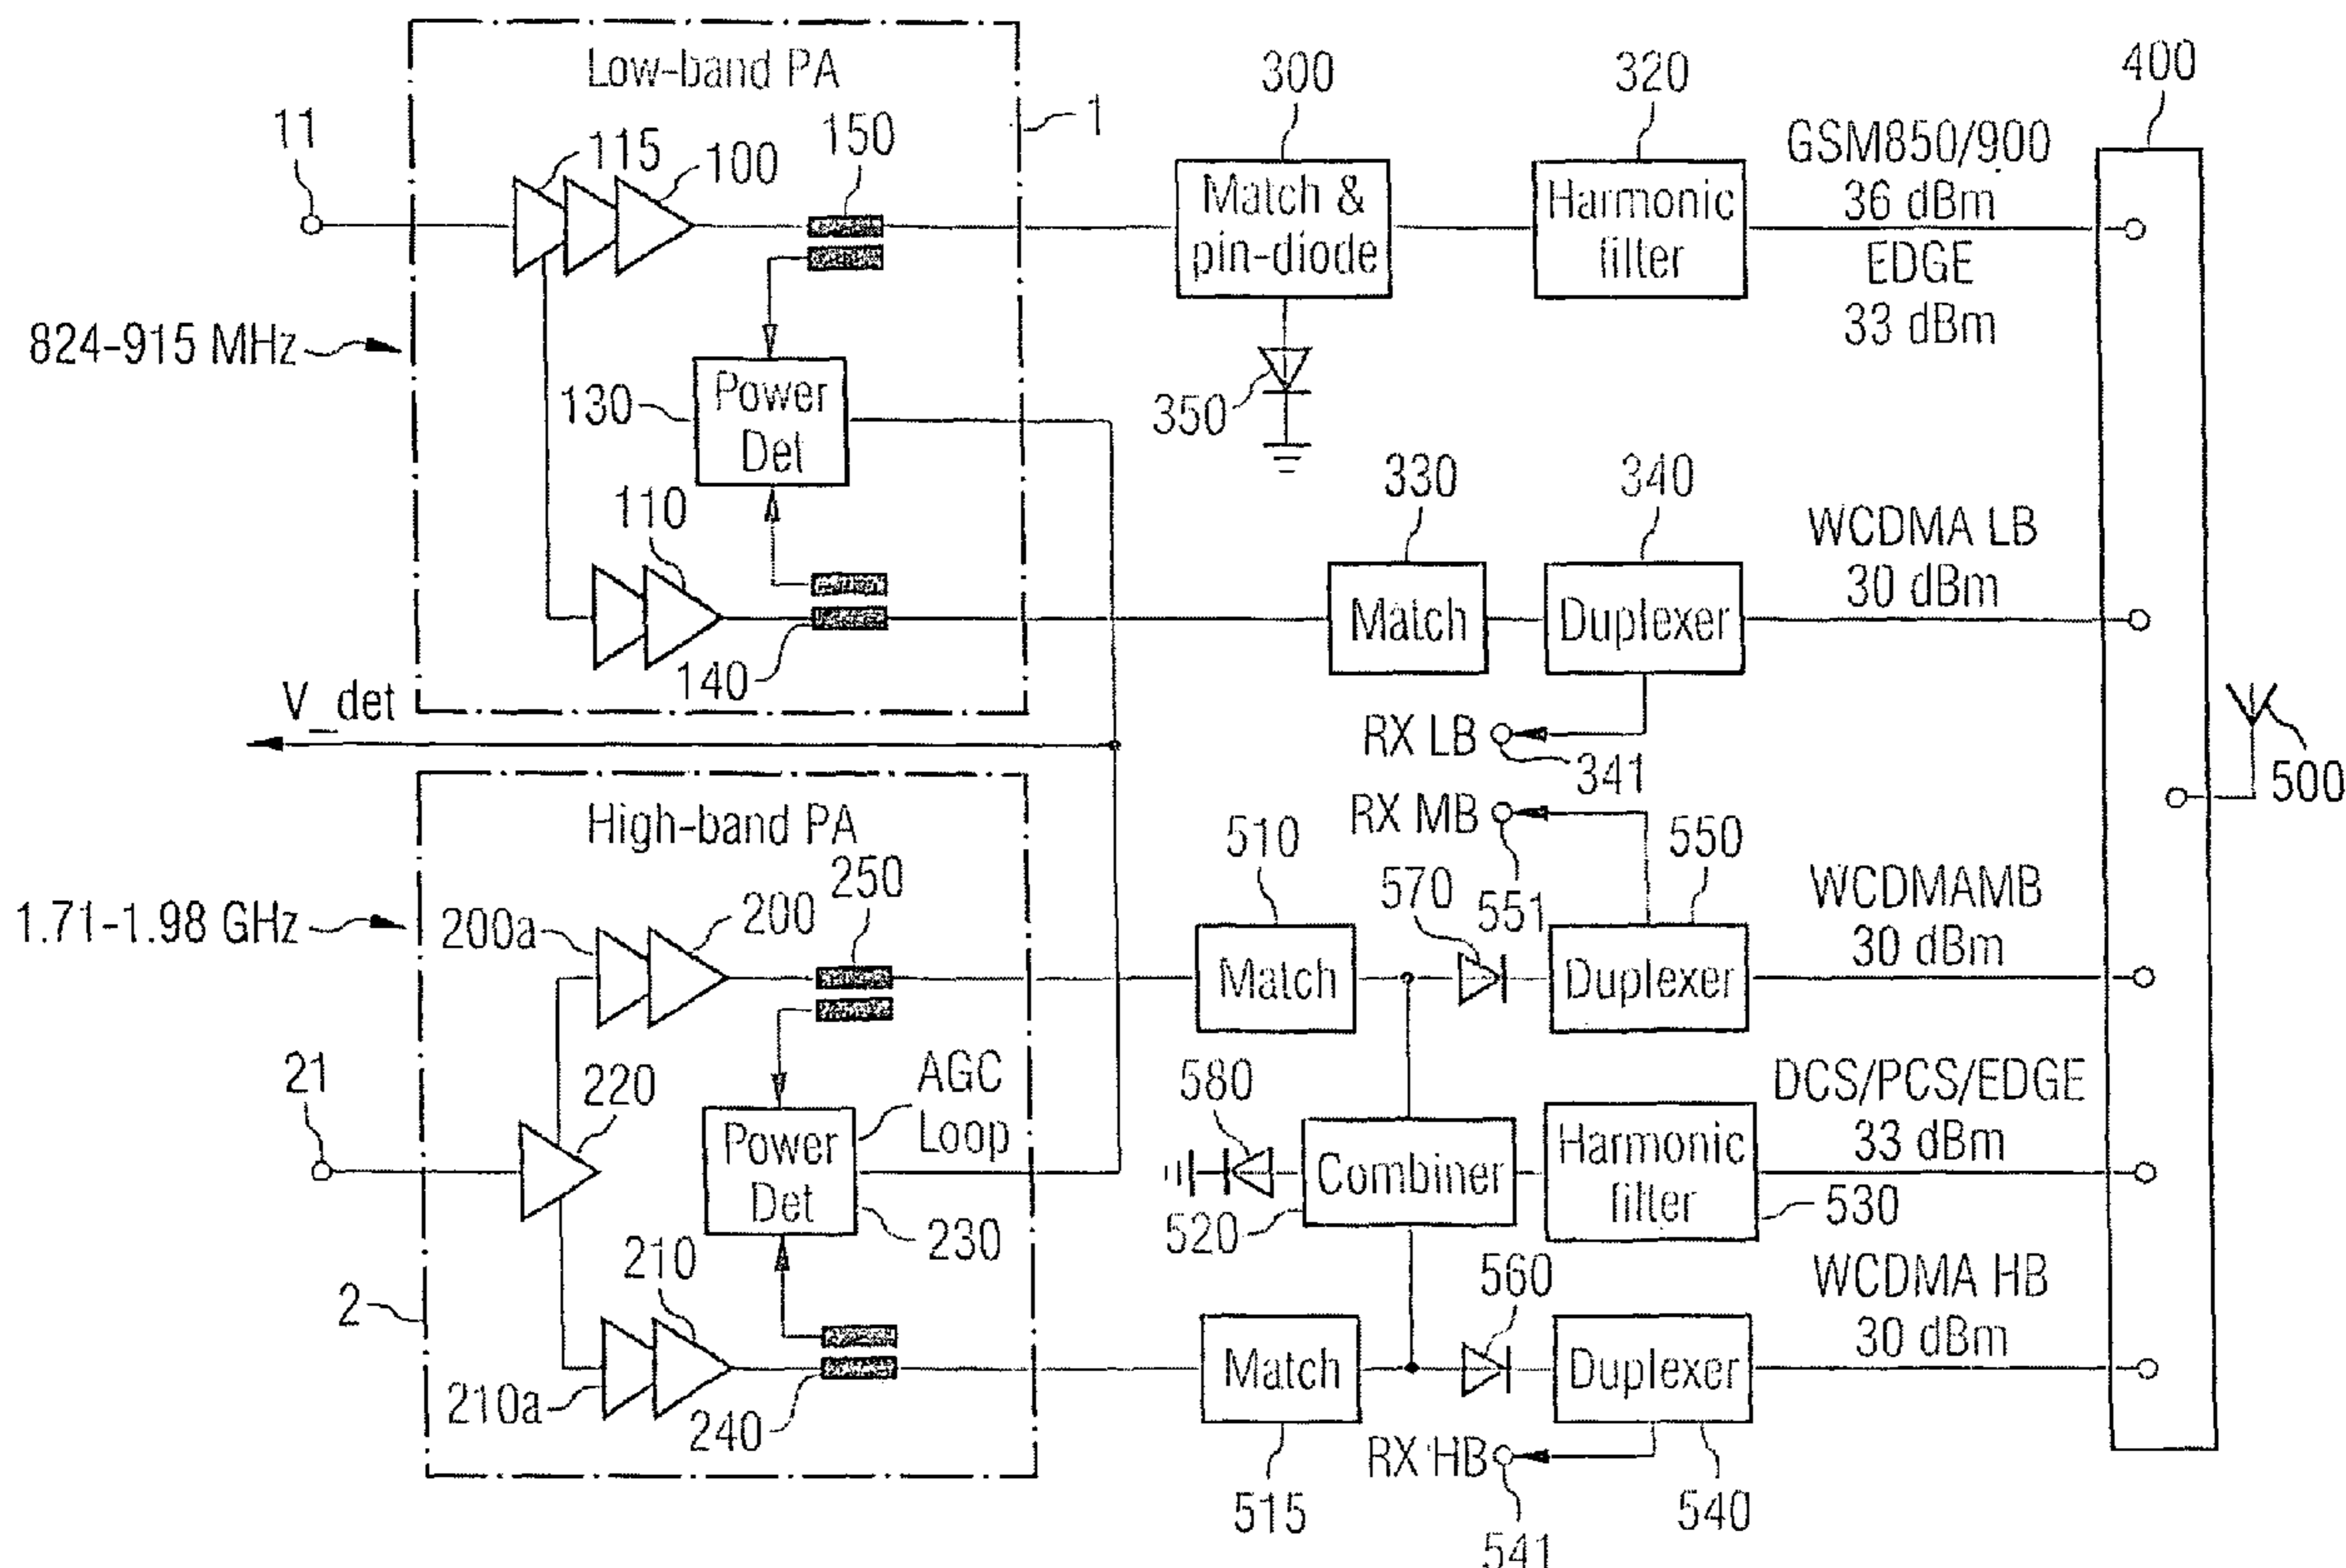 Low-band PA
11
115
100
150
1
300
320
400
Match &
pin-diode
Harmonic
filter
GSM850/900
36 dBm
EDGE
33 dBm
824-915 MHz
130
Power
Det
350
110
140
330
340
Match
Duplexer
WCDMA LB
30 dBm
V_det
RX LB
341
500
High-band PA
RX MB
551
1.71-1.98 GHz
200a
200
250
510
570
550
Match
Duplexer
WCDMAMB
30 dBm
21
220
AGC
Loop
Power
Det
230
580
520
Combiner
Harmonic
filter
530
DCS/PCS/EDGE
33 dBm
2
210
210a
240
560
Match
515
Duplexer
540
WCDMA HB
30 dBm
RX HB
541